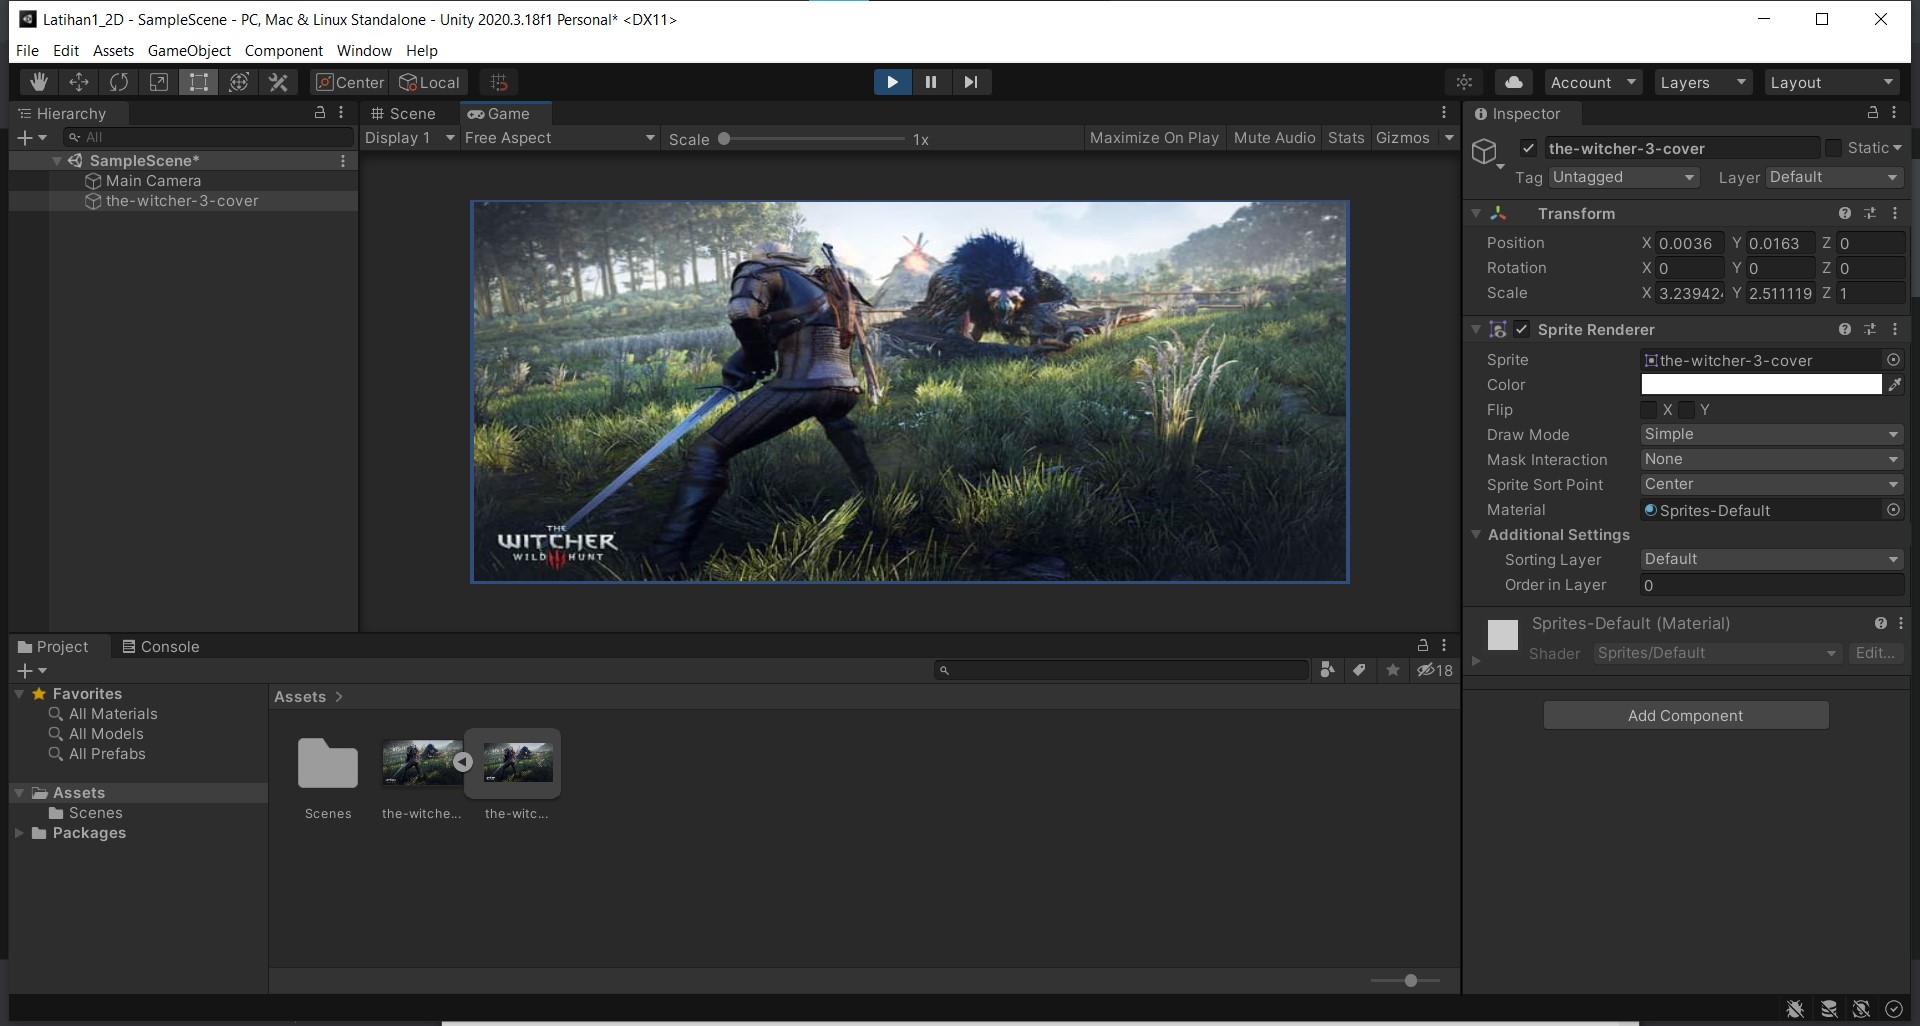 Latihan1_2D - SampleScene - PC, Mac & Linux Standalone - Unity 2020.3.18f1 Personal* <DX11>
File Edit Assets GameObject Component Window Help
Center Local
Account Layers Layout
Hierarchy
All
SampleScene*
Main Camera
the-witcher-3-cover
Scene Game
Display 1 Free Aspect Scale 1x Maximize On Play Mute Audio Stats Gizmos
THE
WITCHER
WILD HUNT
Inspector
the-witcher-3-cover Static
Tag Untagged Layer Default
Transform
Position X 0.0036 Y 0.0163 Z 0
Rotation X 0 Y 0 Z 0
Scale X 3.239424 Y 2.511119 Z 1
Sprite Renderer
Sprite the-witcher-3-cover
Color
Flip X Y
Draw Mode Simple
Mask Interaction None
Sprite Sort Point Center
Material Sprites-Default
Additional Settings
Sorting Layer Default
Order in Layer 0
Sprites-Default (Material)
Shader Sprites/Default Edit...
Add Component
Project Console
18
Favorites
All Materials
All Models
All Prefabs
Assets
Scenes
Packages
Assets >
Scenes the-witche... the-witc...